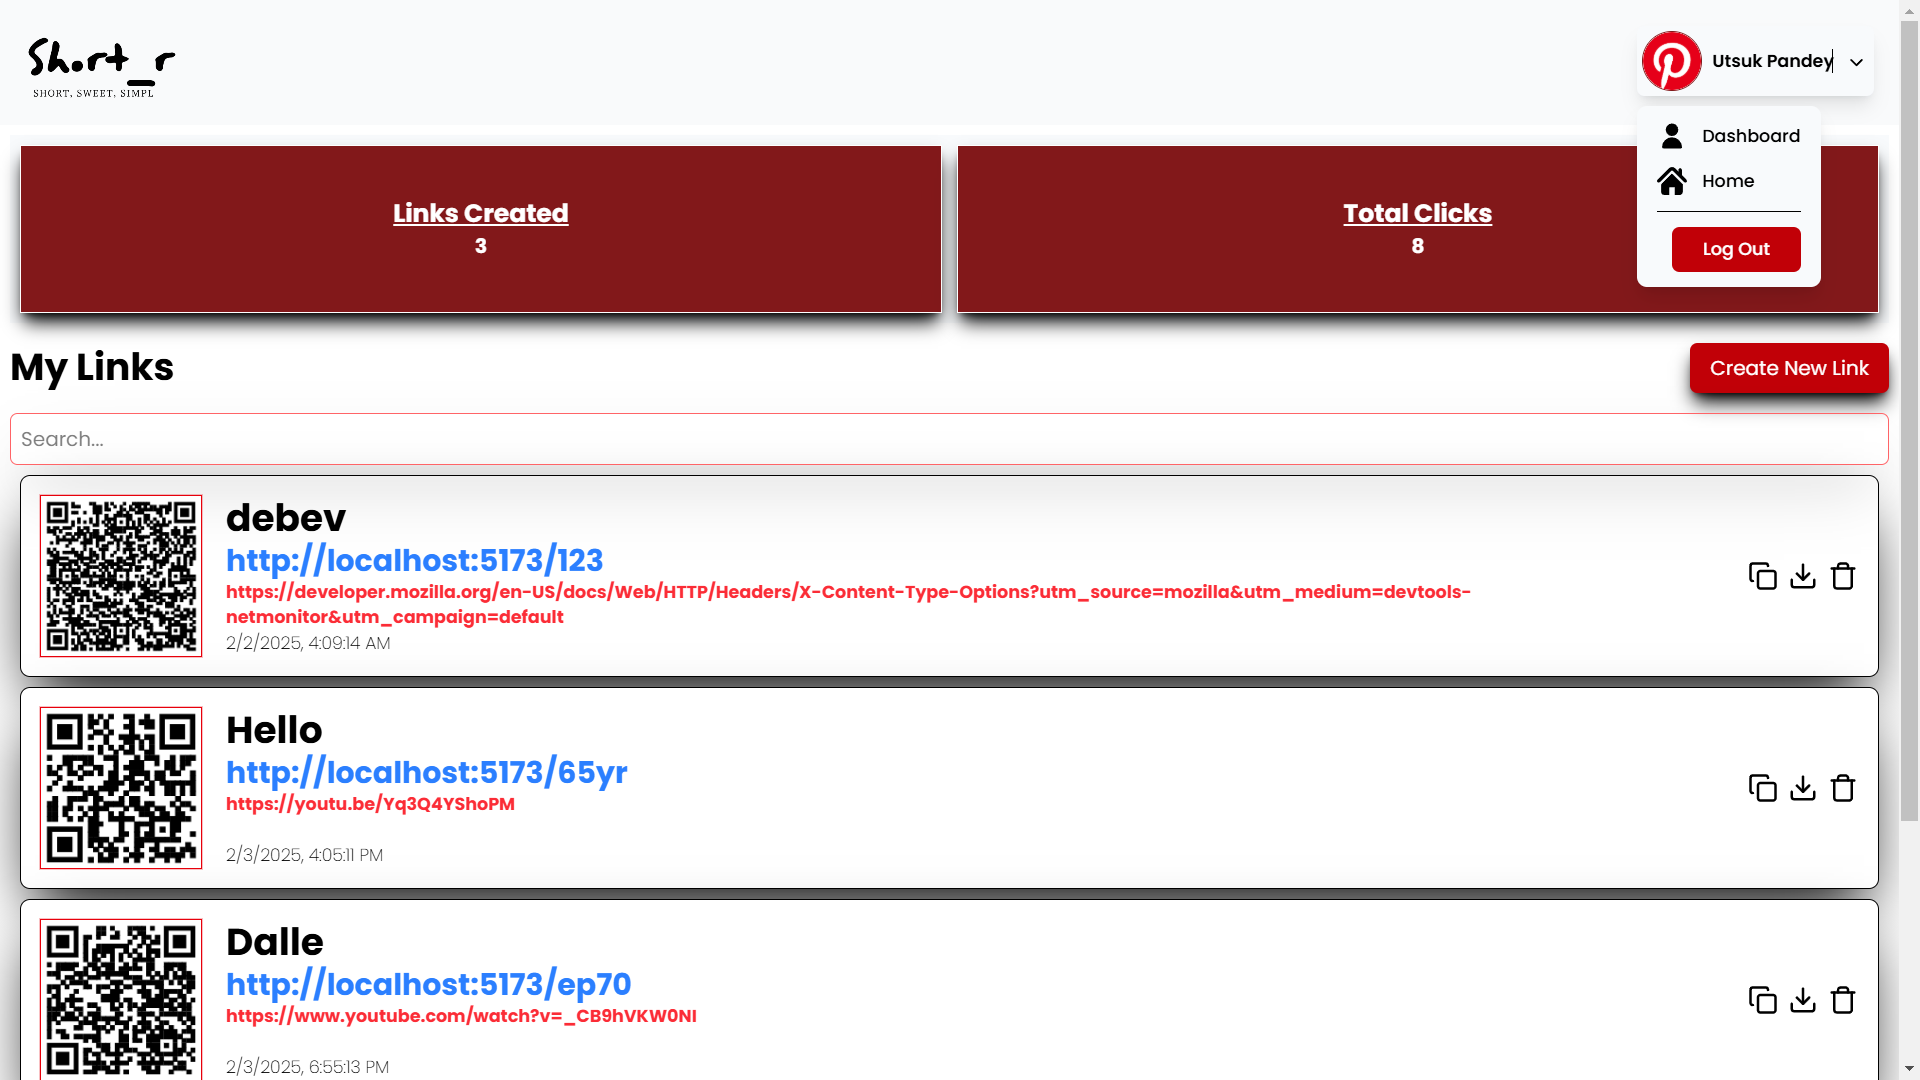 Short_r
SHORT, SWEET, SIMPL
Utsuk Pandey
Dashboard
Home
Log Out
Links Created
3
Total Clicks
8
My Links
Create New Link
Search...
debev
http://localhost:5173/123
https://developer.mozilla.org/en-US/docs/Web/HTTP/Headers/X-Content-Type-Options?utm_source=mozilla&utm_medium=devtools-
netmonitor&utm_campaign=default
2/2/2025, 4:09:14 AM
Hello
http://localhost:5173/65yr
https://youtu.be/Yq3Q4YShoPM
2/3/2025, 4:05:11 PM
Dalle
http://localhost:5173/ep70
https://www.youtube.com/watch?v=_CB9hVKW0NI
2/3/2025, 6:55:13 PM